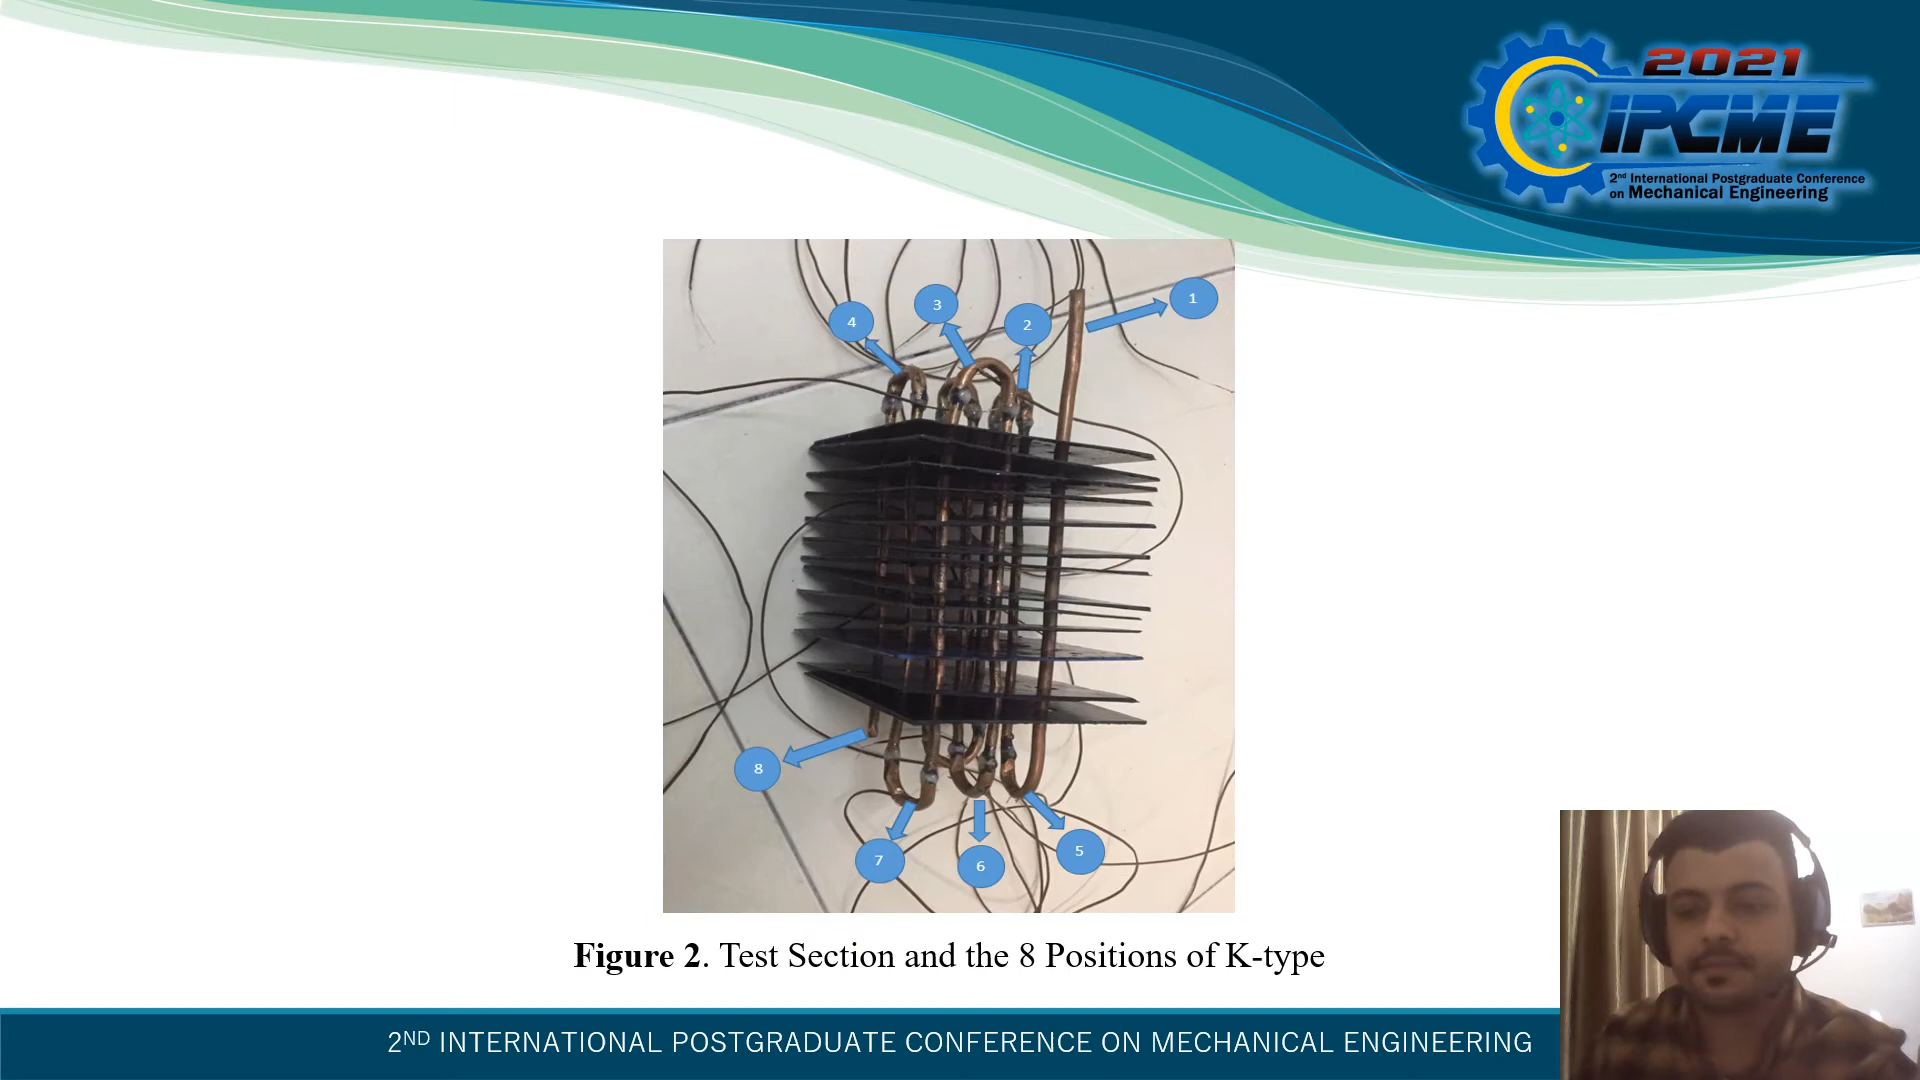 2021
IPCME
2nd International Postgraduate Conference
on Mechanical Engineering
1
3
4
2
8
5
7
6
Figure 2. Test Section and the 8 Positions of K-type
2ND INTERNATIONAL POSTGRADUATE CONFERENCE ON MECHANICAL ENGINEERING